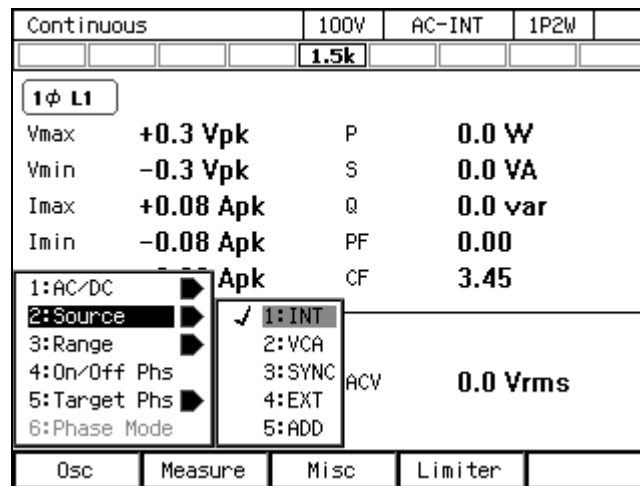 Continuous 100V AC-INT 1P2W
1.5k
1ϕ L1
Vmax +0.3 Vpk P 0.0 W
Vmin -0.3 Vpk S 0.0 VA
Imax +0.08 Apk Q 0.0 var
Imin -0.08 Apk PF 0.00
Apk CF 3.45
1:AC/DC
2:Source
3:Range
4:On/Off Phs
5:Target Phs
6:Phase Mode
✓ 1:INT
2:VCA
3:SYNC
4:EXT
5:ADD
ACV 0.0 Vrms
Osc Measure Misc Limiter